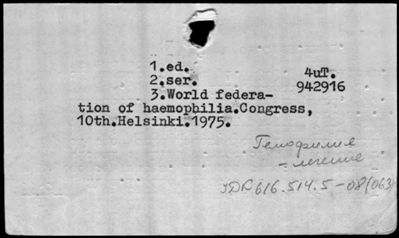 1.ed.
2.ser.
3.World federa-
tion of haemophilia.Congress,
10th.Helsinki.1975.
4uT.
942916
Гемофилия
- лечение
УДК 616.514.5-08(063)